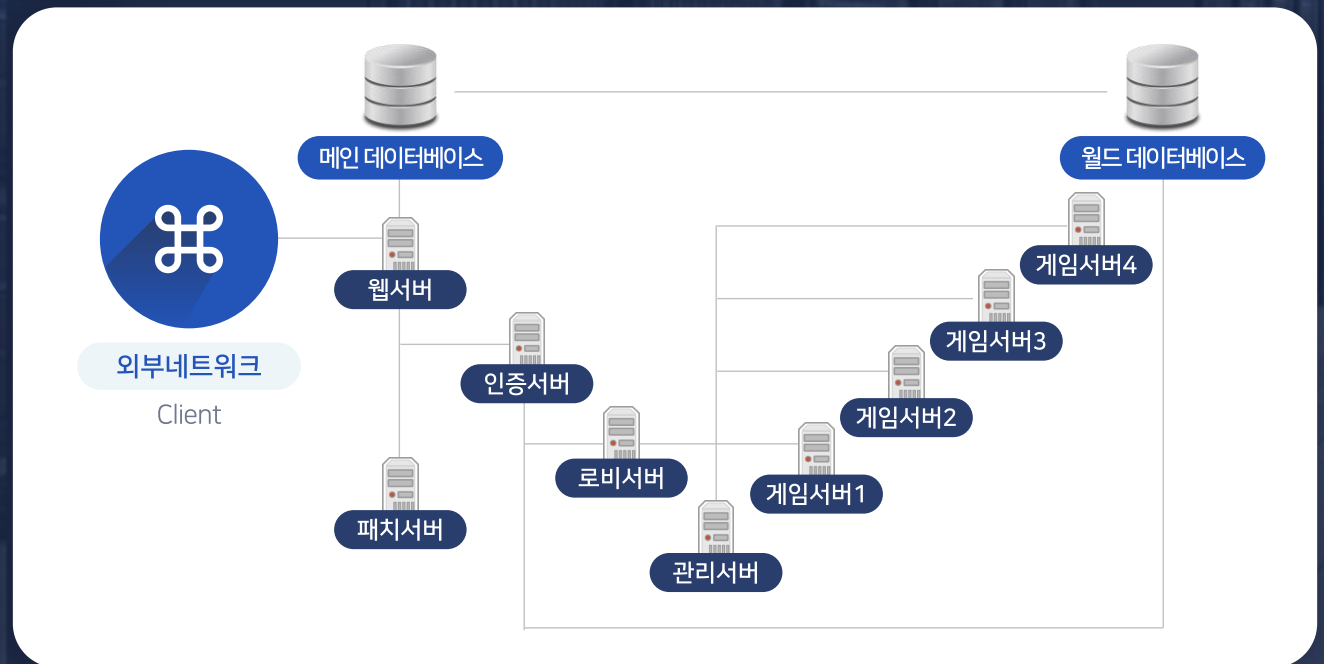 메인 데이터베이스
월드 데이터베이스
웹서버
외부네트워크
Client
인증서버
로비서버
패치서버
관리서버
게임서버1
게임서버2
게임서버3
게임서버4